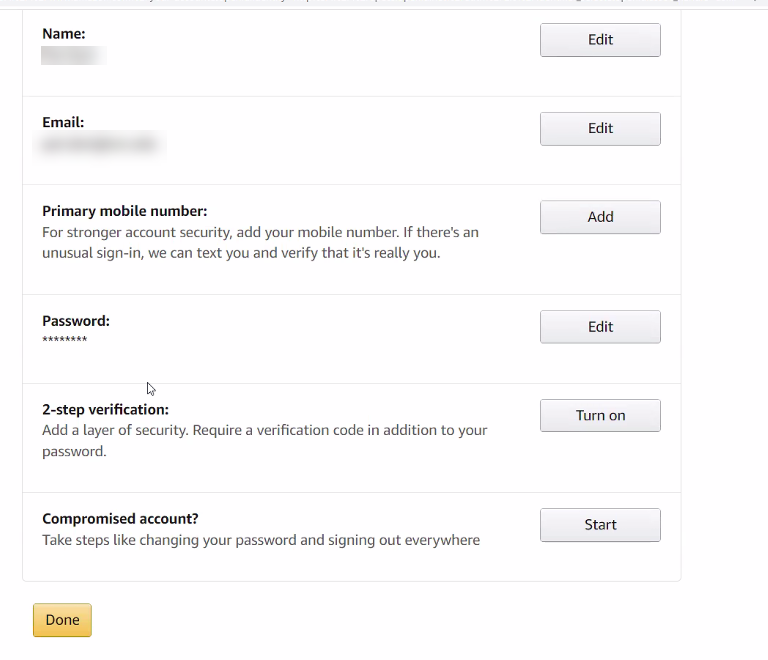 Name:
Edit
Email:
Edit
Primary mobile number:
For stronger account security, add your mobile number. If there's an
unusual sign-in, we can text you and verify that it's really you.
Add
Password:
********
Edit
2-step verification:
Add a layer of security. Require a verification code in addition to your
password.
Turn on
Compromised account?
Take steps like changing your password and signing out everywhere
Start
Done